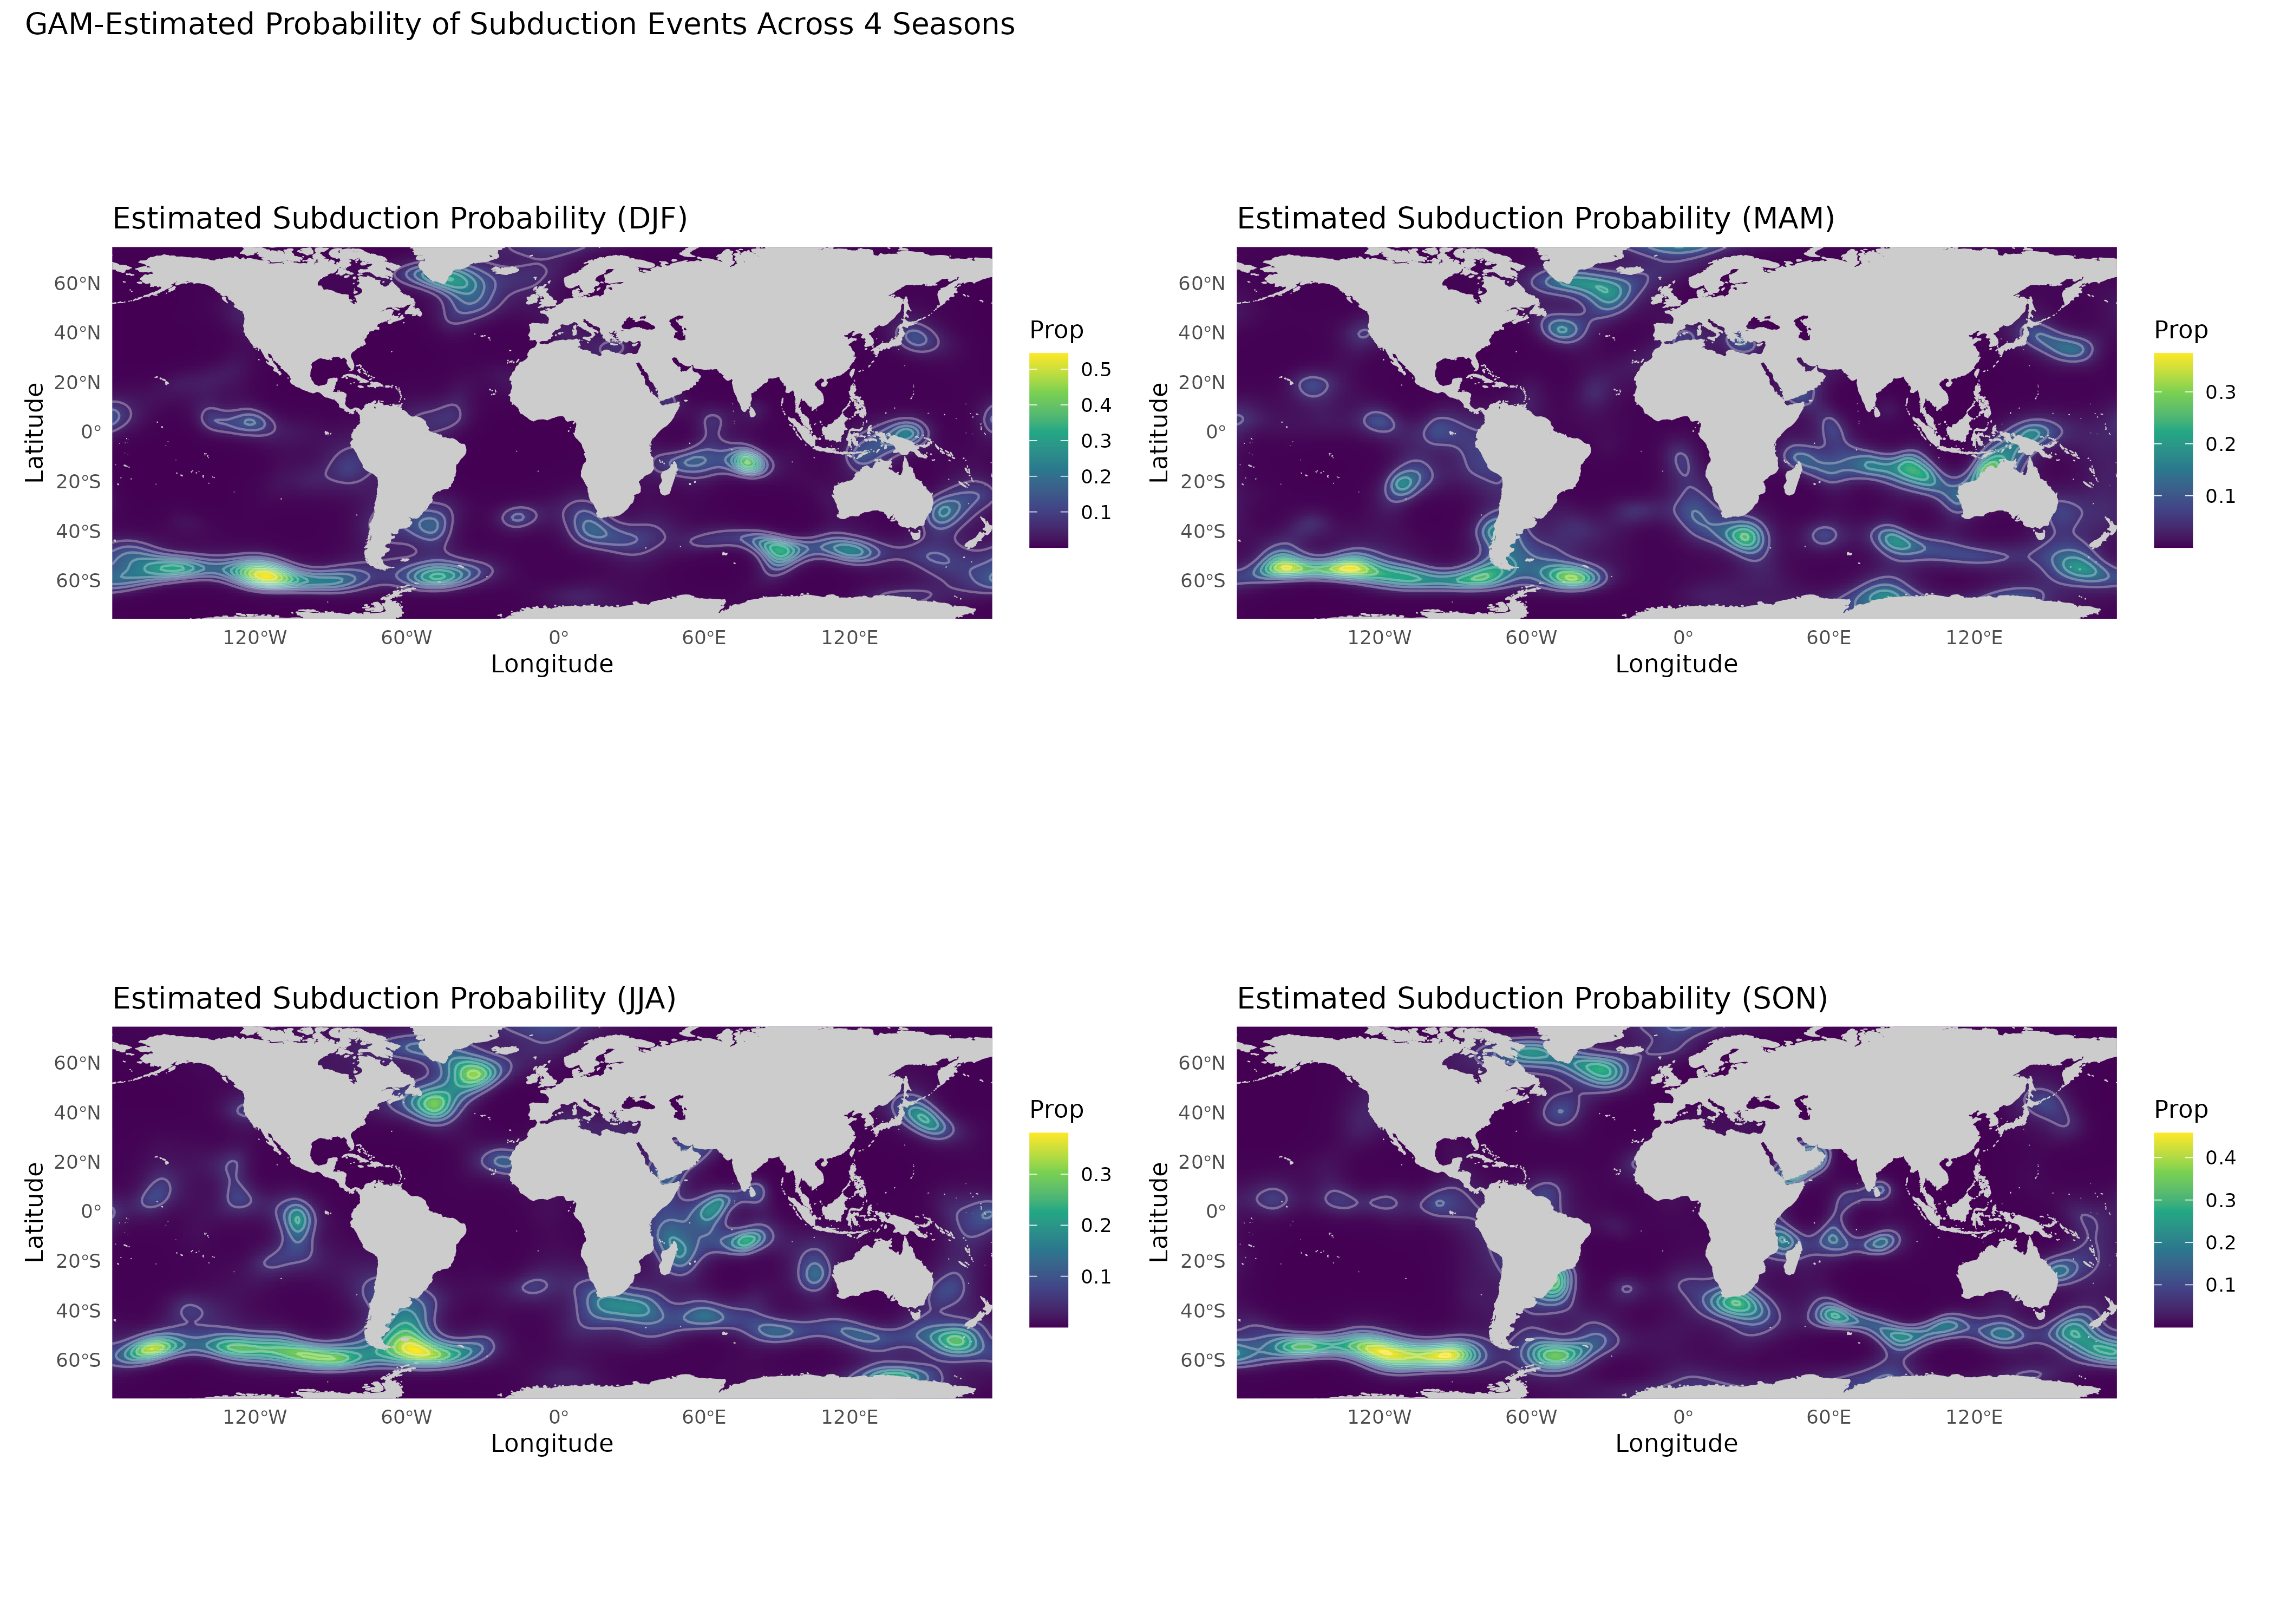 GAM-Estimated Probability of Subduction Events Across 4 Seasons
Estimated Subduction Probability (DJF)
Latitude
60°N
40°N
20°N
0°
20°S
40°S
60°S
120°W 60°W 0° 60°E 120°E
Longitude
Prop
0.5
0.4
0.3
0.2
0.1
Estimated Subduction Probability (MAM)
Latitude
60°N
40°N
20°N
0°
20°S
40°S
60°S
120°W 60°W 0° 60°E 120°E
Longitude
Prop
0.3
0.2
0.1
Estimated Subduction Probability (JJA)
Latitude
60°N
40°N
20°N
0°
20°S
40°S
60°S
120°W 60°W 0° 60°E 120°E
Longitude
Prop
0.3
0.2
0.1
Estimated Subduction Probability (SON)
Latitude
60°N
40°N
20°N
0°
20°S
40°S
60°S
120°W 60°W 0° 60°E 120°E
Longitude
Prop
0.4
0.3
0.2
0.1